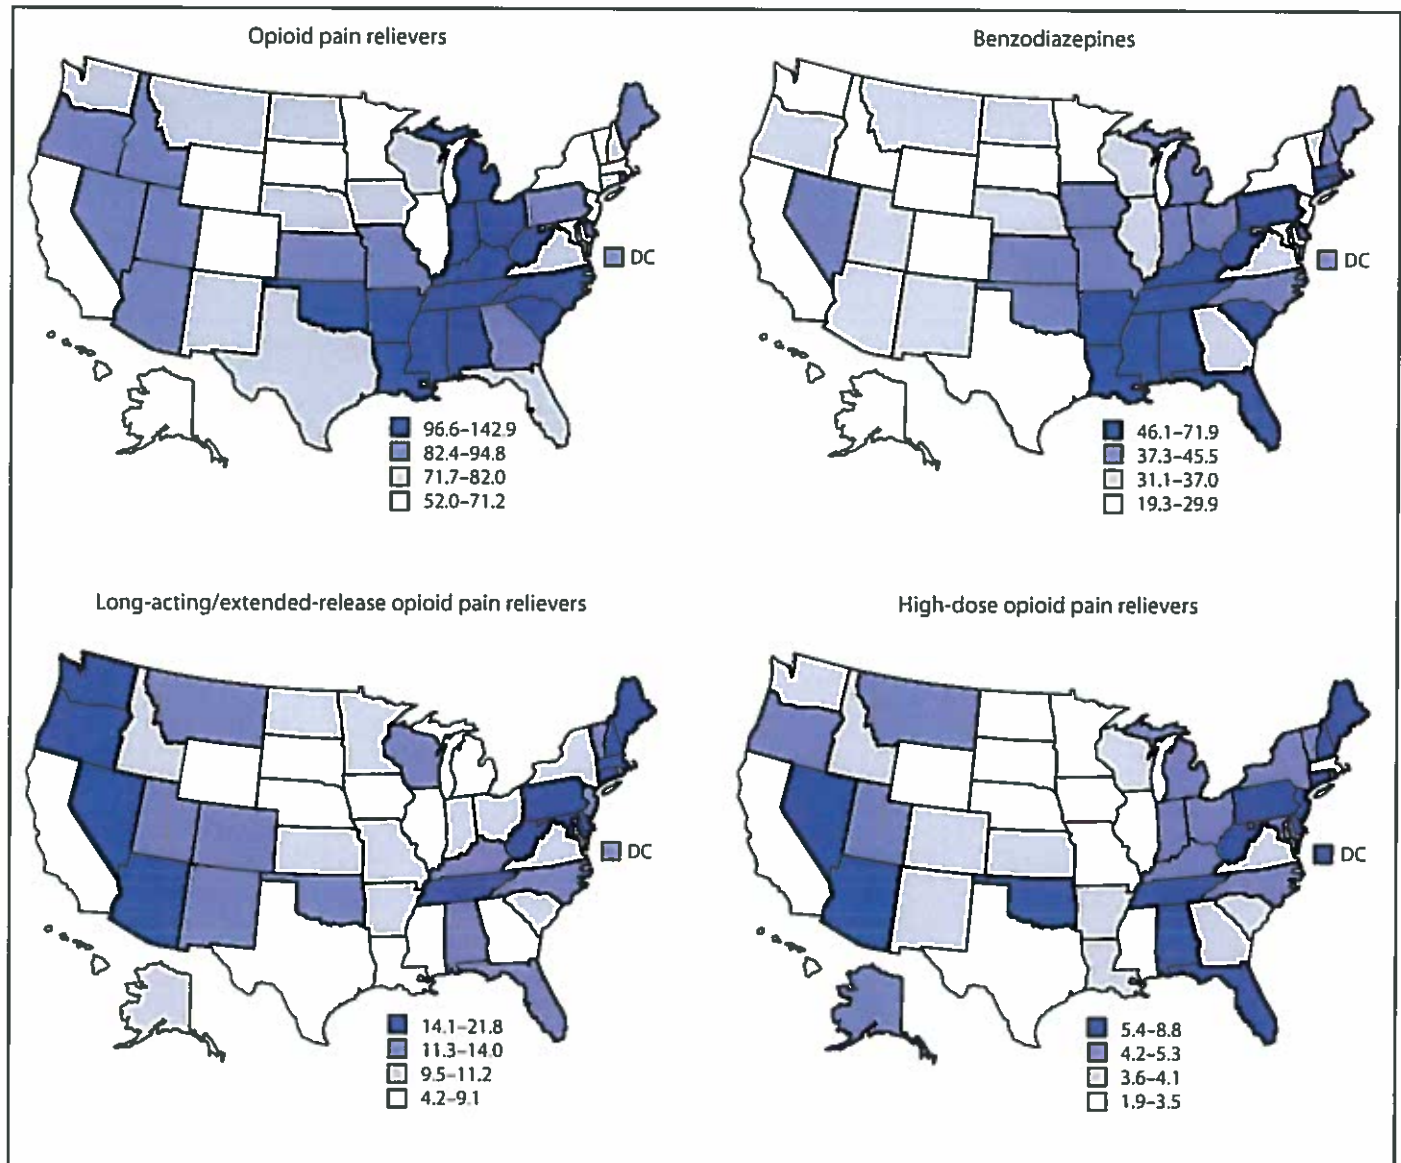 Opioid pain relievers
DC
96.6–142.9
82.4–94.8
71.7–82.0
52.0–71.2
Benzodiazepines
DC
46.1–71.9
37.3–45.5
31.1–37.0
19.3–29.9
Long-acting/extended-release opioid pain relievers
DC
14.1–21.8
11.3–14.0
9.5–11.2
4.2–9.1
High-dose opioid pain relievers
DC
5.4–8.8
4.2–5.3
3.6–4.1
1.9–3.5